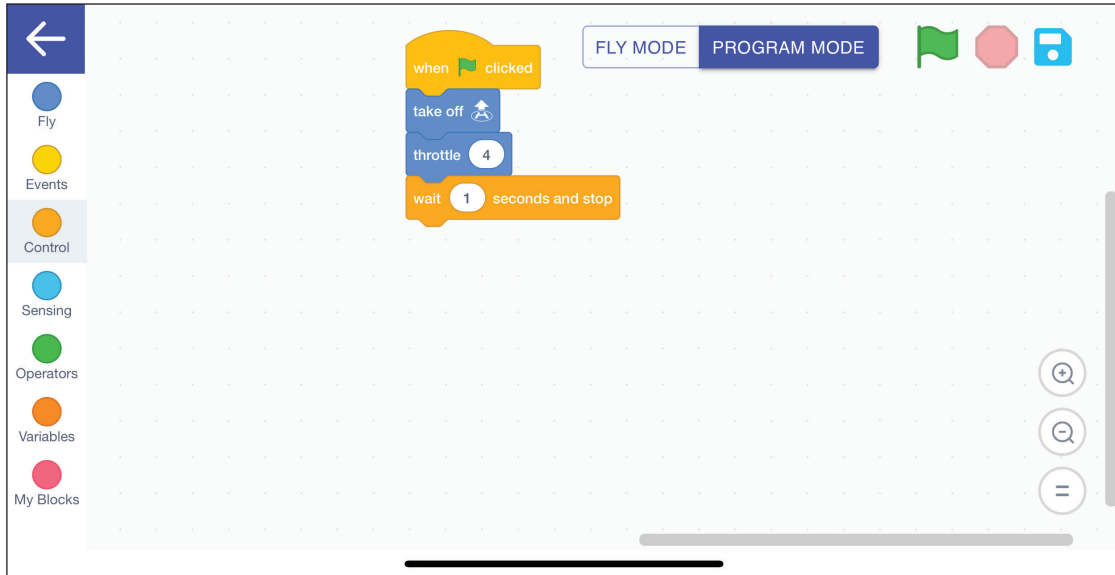 FLY MODE PROGRAM MODE
Fly
Events
Control
Sensing
Operators
Variables
My Blocks
when clicked
take off
throttle 4
wait 1 seconds and stop